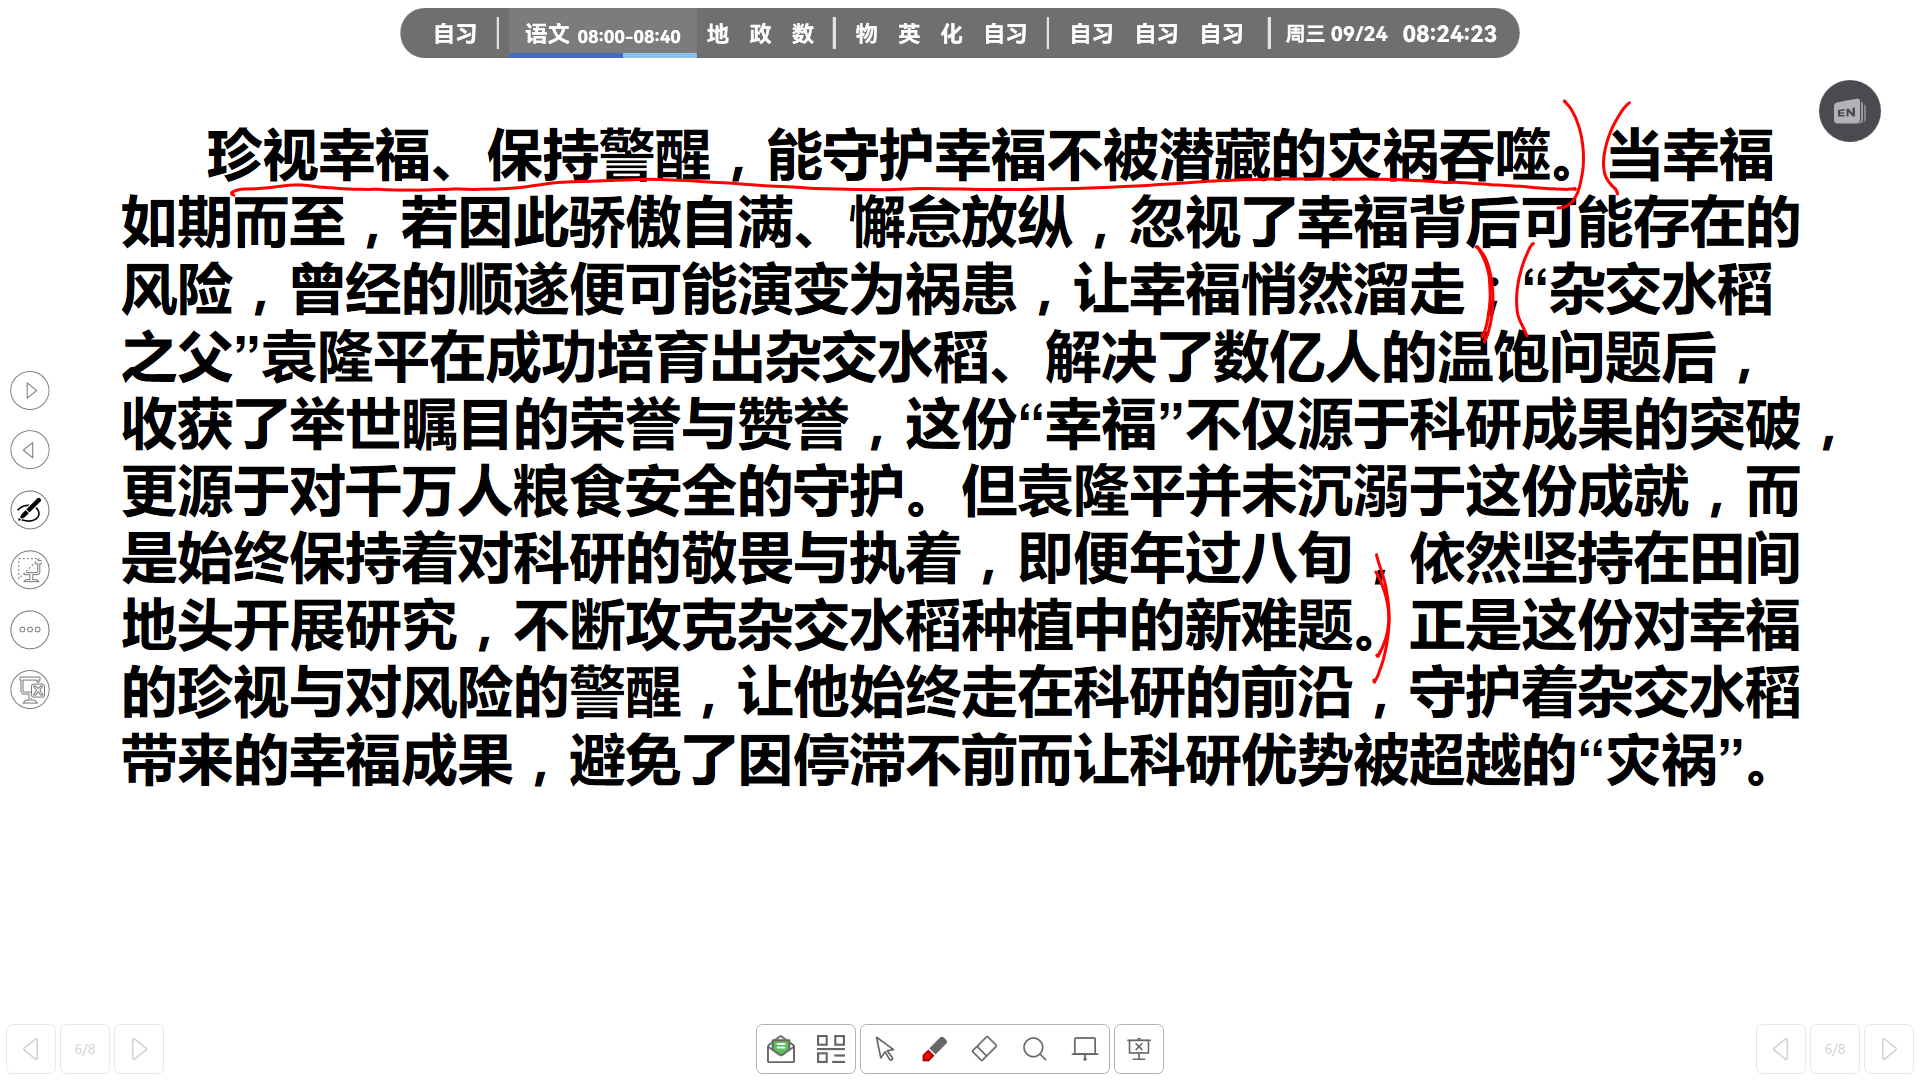 自习 语文 08:00-08:40 地 政 数 物 英 化 自习 自习 自习 自习 周三 09/24 08:24:23
EN
珍视幸福、保持警醒，能守护幸福不被潜藏的灾祸吞噬。当幸福
如期而至，若因此骄傲自满、懈怠放纵，忽视了幸福背后可能存在的
风险，曾经的顺遂便可能演变为祸患，让幸福悄然溜走；“杂交水稻
之父”袁隆平在成功培育出杂交水稻、解决了数亿人的温饱问题后，
收获了举世瞩目的荣誉与赞誉，这份“幸福”不仅源于科研成果的突破，
更源于对千万人粮食安全的守护。但袁隆平并未沉溺于这份成就，而
是始终保持着对科研的敬畏与执着，即便年过八旬，依然坚持在田间
地头开展研究，不断攻克杂交水稻种植中的新难题。正是这份对幸福
的珍视与对风险的警醒，让他始终走在科研的前沿，守护着杂交水稻
带来的幸福成果，避免了因停滞不前而让科研优势被超越的“灾祸”。
6/8
6/8